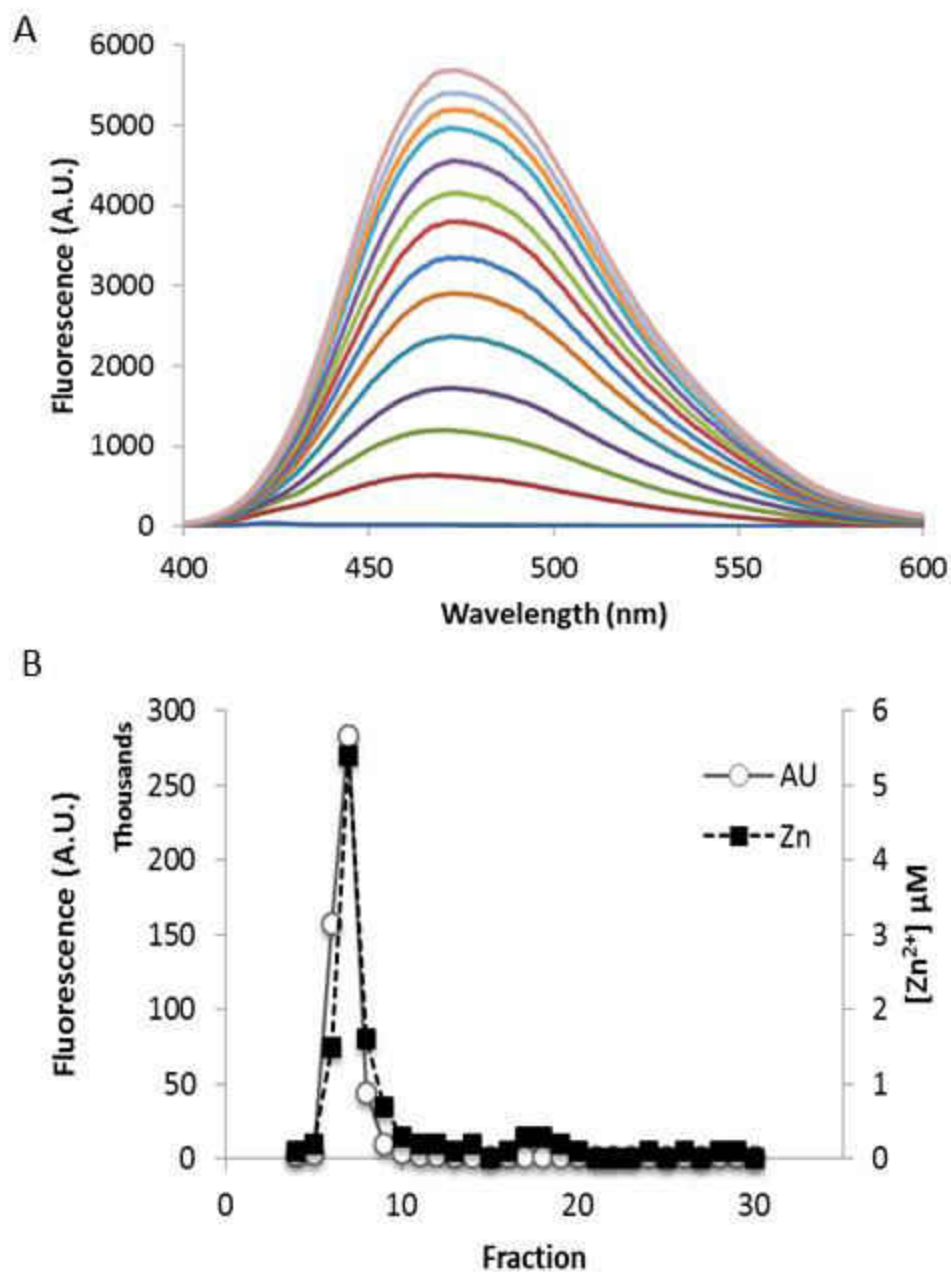 A
6000
5000
4000
3000
2000
1000
0
Fluorescence (A.U.)
400 450 500 550 600
Wavelength (nm)
B
300
250
200
150
100
50
0
Thousands
Fluorescence (A.U.)
AU
Zn
6
5
4
3
2
1
0
[Zn²⁺] µM
0 10 20 30
Fraction